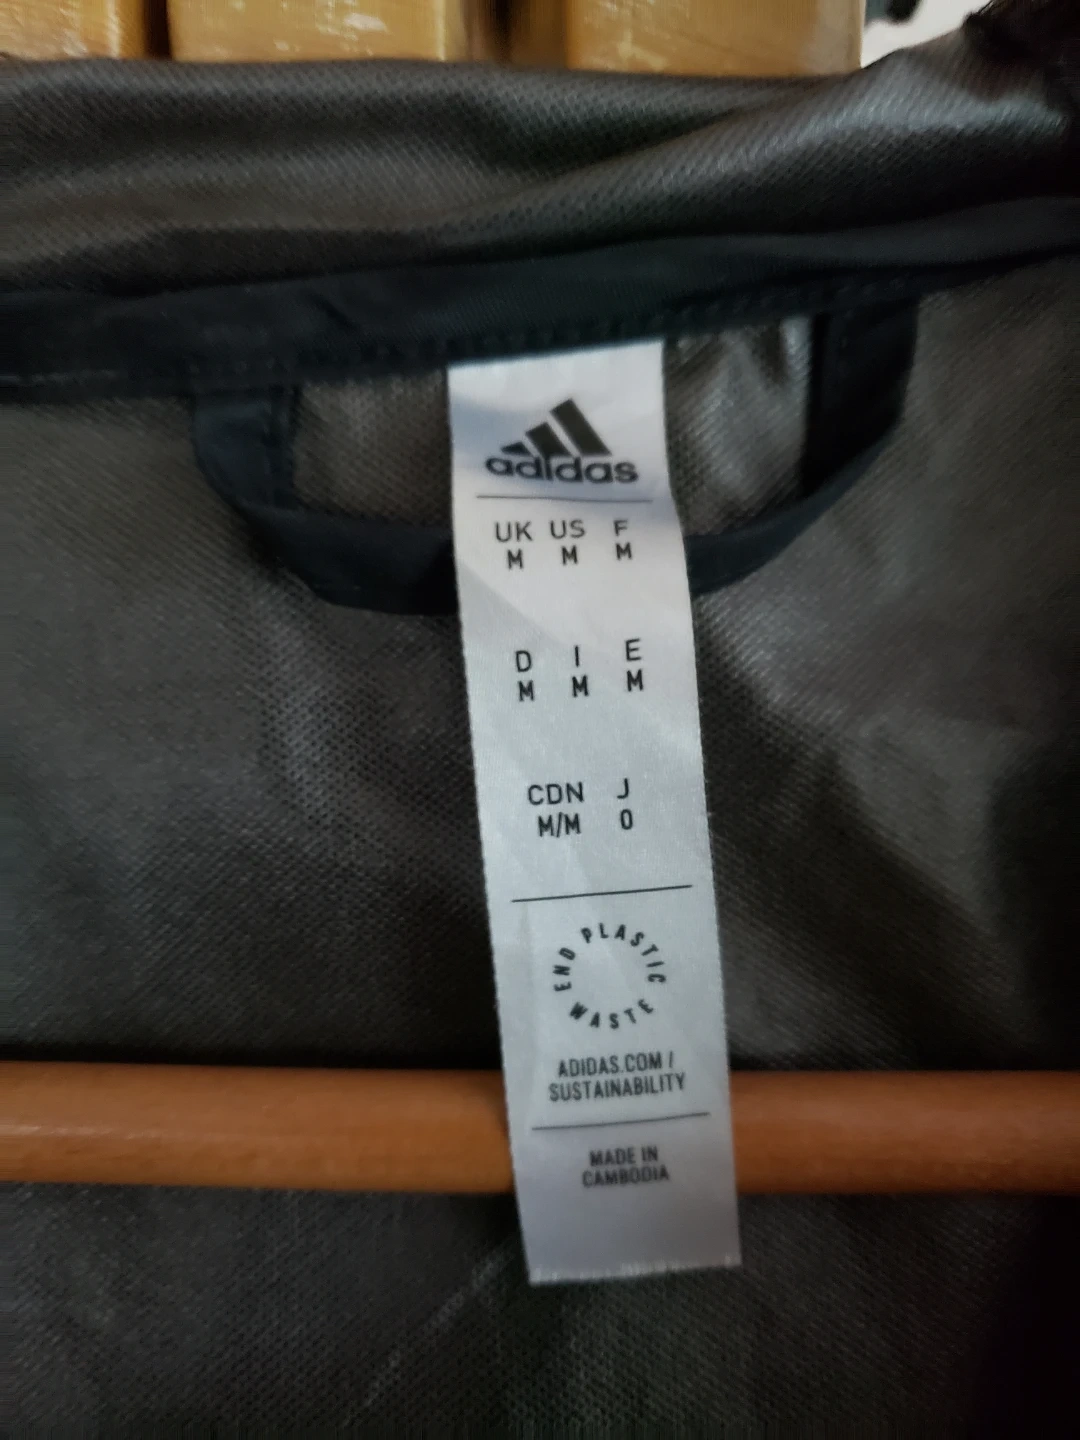 adidas
UK US F
M M M
D I E
M M M
CDN J
M/M O
END PLASTIC WASTE
ADIDAS.COM /
SUSTAINABILITY
MADE IN
CAMBODIA